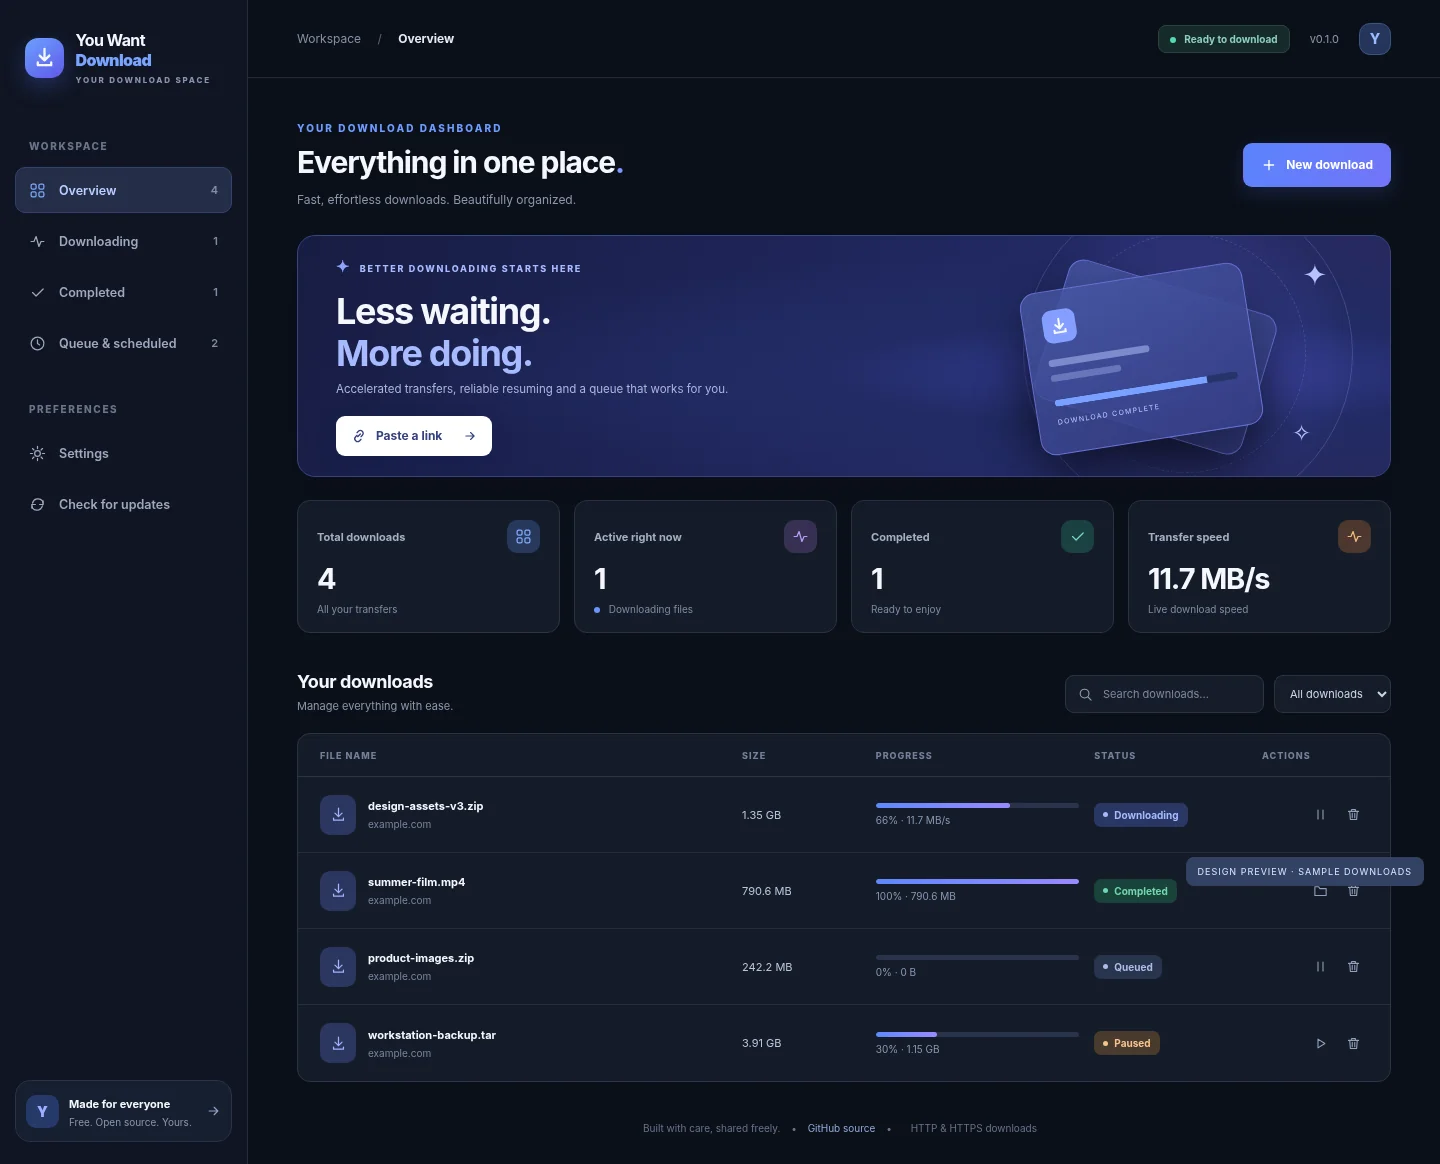 You Want
Download
YOUR DOWNLOAD SPACE
WORKSPACE
Overview 4
Downloading 1
Completed 1
Queue & scheduled 2
PREFERENCES
Settings
Check for updates
Y
Made for everyone
Free. Open source. Yours.
Workspace / Overview
Ready to download
v0.1.0
Y
YOUR DOWNLOAD DASHBOARD
Everything in one place.
Fast, effortless downloads. Beautifully organized.
New download
BETTER DOWNLOADING STARTS HERE
Less waiting.
More doing.
Accelerated transfers, reliable resuming and a queue that works for you.
Paste a link
DOWNLOAD COMPLETE
Total downloads
4
All your transfers
Active right now
1
Downloading files
Completed
1
Ready to enjoy
Transfer speed
11.7 MB/s
Live download speed
Your downloads
Manage everything with ease.
Search downloads...
All downloads
FILE NAME SIZE PROGRESS STATUS ACTIONS
design-assets-v3.zip
example.com
1.35 GB
66% · 11.7 MB/s
Downloading
DESIGN PREVIEW · SAMPLE DOWNLOADS
summer-film.mp4
example.com
790.6 MB
100% · 790.6 MB
Completed
product-images.zip
example.com
242.2 MB
0% · 0 B
Queued
workstation-backup.tar
example.com
3.91 GB
30% · 1.15 GB
Paused
Built with care, shared freely. • GitHub source • HTTP & HTTPS downloads